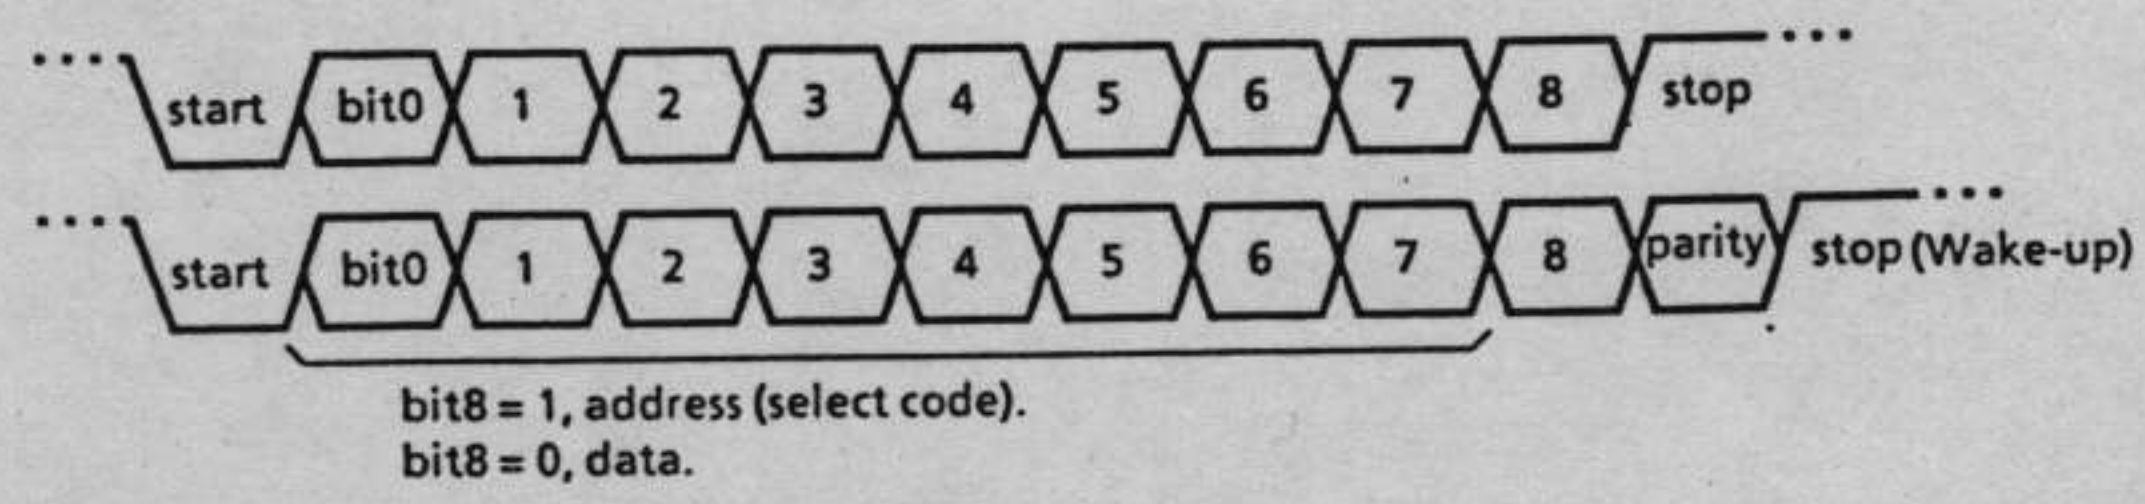 start bit0 1 2 3 4 5 6 7 8 stop
start bit0 1 2 3 4 5 6 7 8 parity stop (Wake-up)
bit8 = 1, address (select code).
bit8 = 0, data.